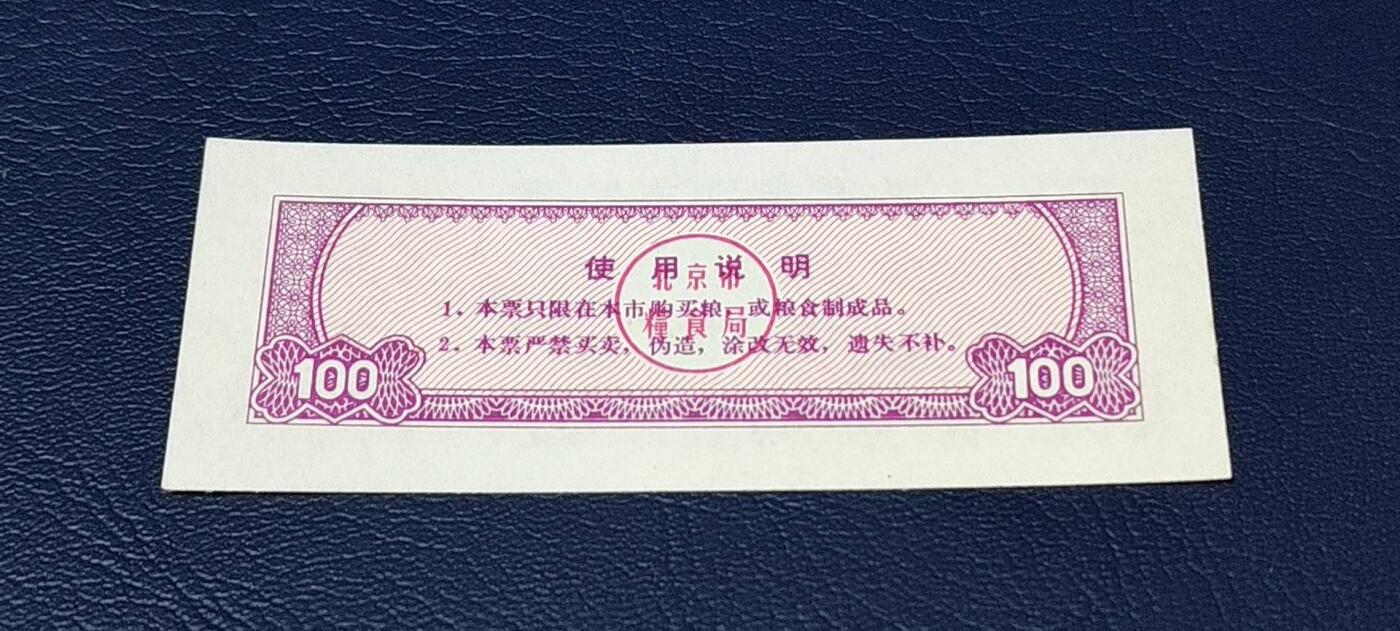 使用说明
北京市
糧食局
1. 本票只限在本市购买粮、或粮食制成品。
2. 本票严禁买卖，伪造，涂改无效，遗失不补。
100
100